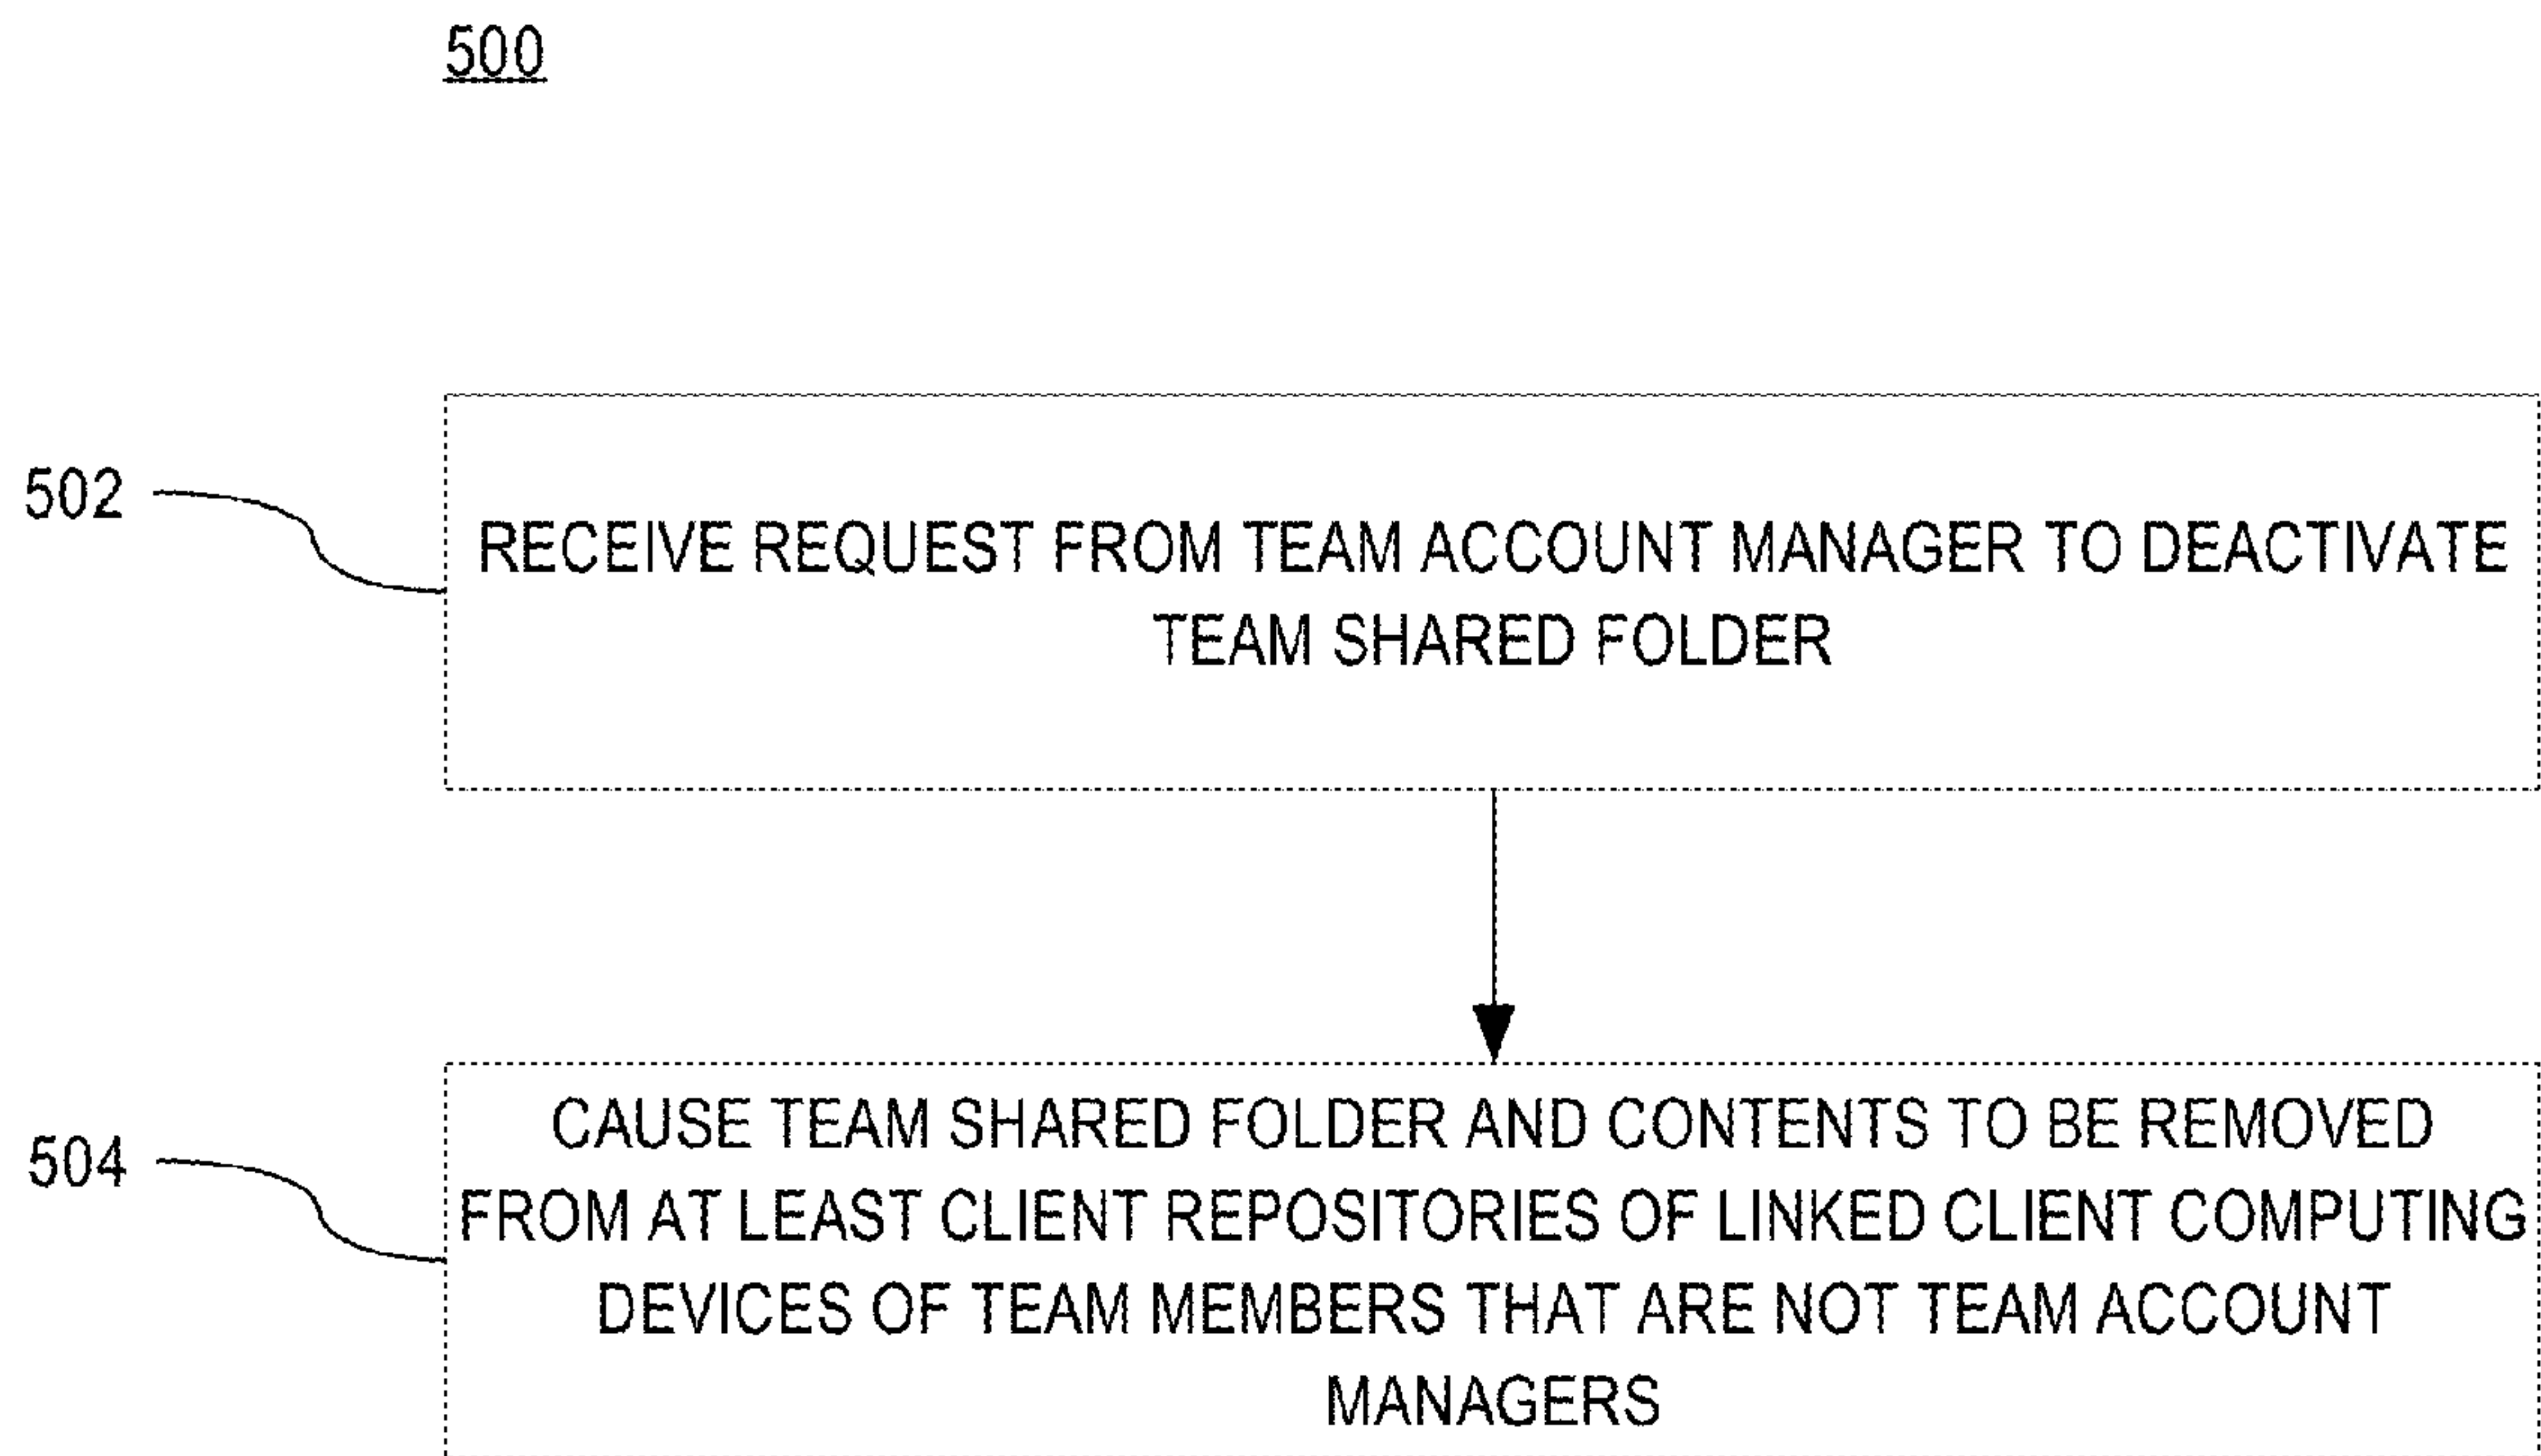 500
502
RECEIVE REQUEST FROM TEAM ACCOUNT MANAGER TO DEACTIVATE
TEAM SHARED FOLDER
504
CAUSE TEAM SHARED FOLDER AND CONTENTS TO BE REMOVED
FROM AT LEAST CLIENT REPOSITORIES OF LINKED CLIENT COMPUTING
DEVICES OF TEAM MEMBERS THAT ARE NOT TEAM ACCOUNT
MANAGERS